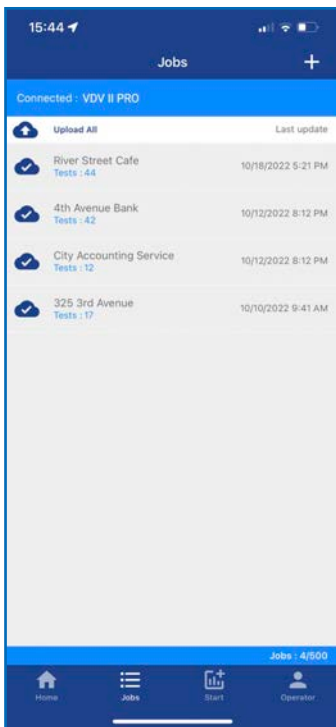 15:44
Jobs +
Connected : VDV II PRO
Upload All Last update
River Street Cafe
Tests : 44
10/18/2022 5:21 PM
4th Avenue Bank
Tests : 42
10/12/2022 8:12 PM
City Accounting Service
Tests : 12
10/12/2022 8:12 PM
325 3rd Avenue
Tests : 17
10/10/2022 9:41 AM
Jobs : 4/500
Home Jobs Start Operator